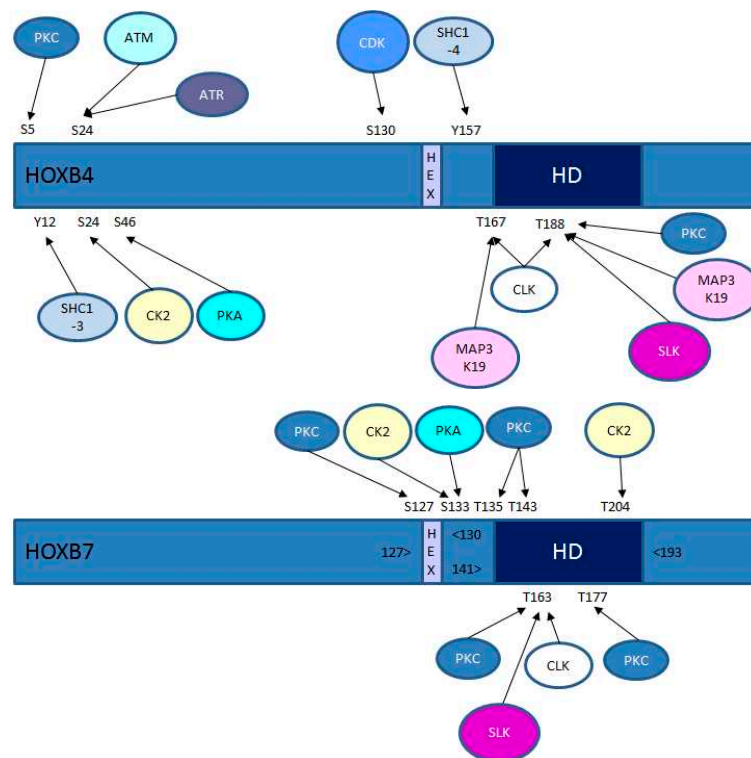 PKC
ATM
ATR
CDK
SHC1
-4
S5
S24
S130
Y157
HOXB4
H
E
X
HD
Y12
S24
S46
T167
T188
SHC1
-3
CK2
PKA
CLK
PKC
MAP3
K19
MAP3
K19
SLK
PKC
CK2
PKA
PKC
CK2
S127
S133
T135
T143
T204
HOXB7
127>
H
E
X
<130
141>
HD
<193
T163
T177
PKC
CLK
PKC
SLK